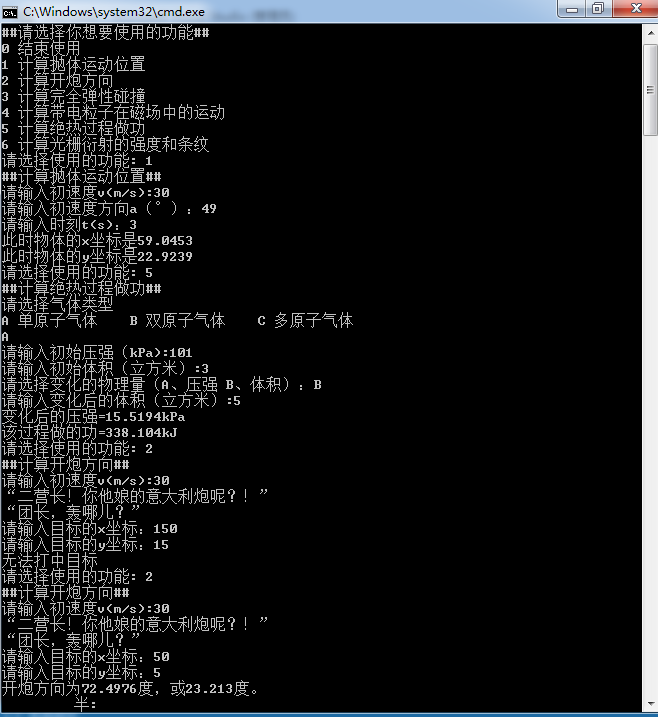 C:\Windows\system32\cmd.exe
##请选择你想要使用的功能##
0 结束使用
1 计算抛体运动位置
2 计算开炮方向
3 计算完全弹性碰撞
4 计算带电粒子在磁场中的运动
5 计算绝热过程做功
6 计算光栅衍射的强度和条纹
请选择使用的功能: 1
##计算抛体运动位置##
请输入初速度v(m/s):30
请输入初速度方向a（°）: 49
请输入时刻t(s): 3
此时物体的x坐标是59.0453
此时物体的y坐标是22.9239
请选择使用的功能: 5
##计算绝热过程做功##
请选择气体类型
A 单原子气体    B 双原子气体    C 多原子气体
A
请输入初始压强（kPa):101
请输入初始体积（立方米）:3
请选择变化的物理量（A、压强 B、体积）: B
请输入变化后的体积（立方米）:5
变化后的压强=15.5194kPa
该过程做的功=338.104kJ
请选择使用的功能: 2
##计算开炮方向##
请输入初速度v(m/s):30
“二营长！你他娘的意大利炮呢？！”
“团长，轰哪儿？”
请输入目标的x坐标: 150
请输入目标的y坐标: 15
无法打中目标
请选择使用的功能: 2
##计算开炮方向##
请输入初速度v(m/s):30
“二营长！你他娘的意大利炮呢？！”
“团长，轰哪儿？”
请输入目标的x坐标: 50
请输入目标的y坐标: 5
开炮方向为72.4976度，或23.213度。
半: